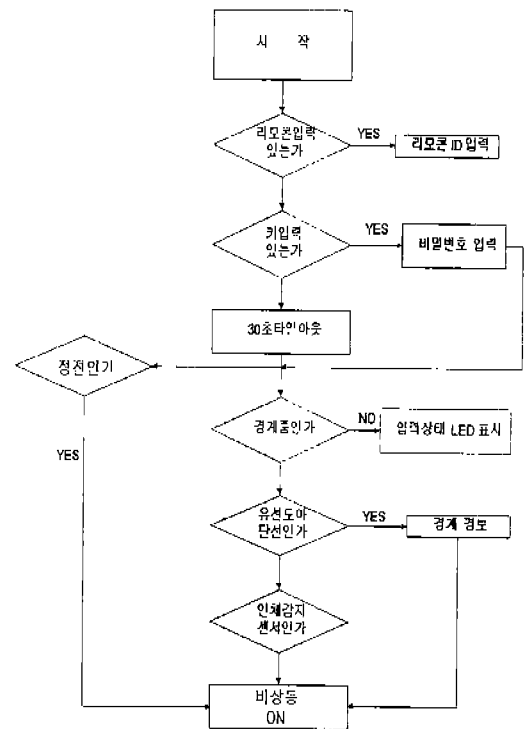 시 작
리모콘입력
있는가
YES
리모콘 ID 입력
키입력
있는가
YES
비밀번호 입력
30초타임아웃
정전인가
경계중인가
NO
입력상태 LED 표시
YES
유선도어
단선인가
YES
경계 경보
인체감지
센서인가
비상등
ON